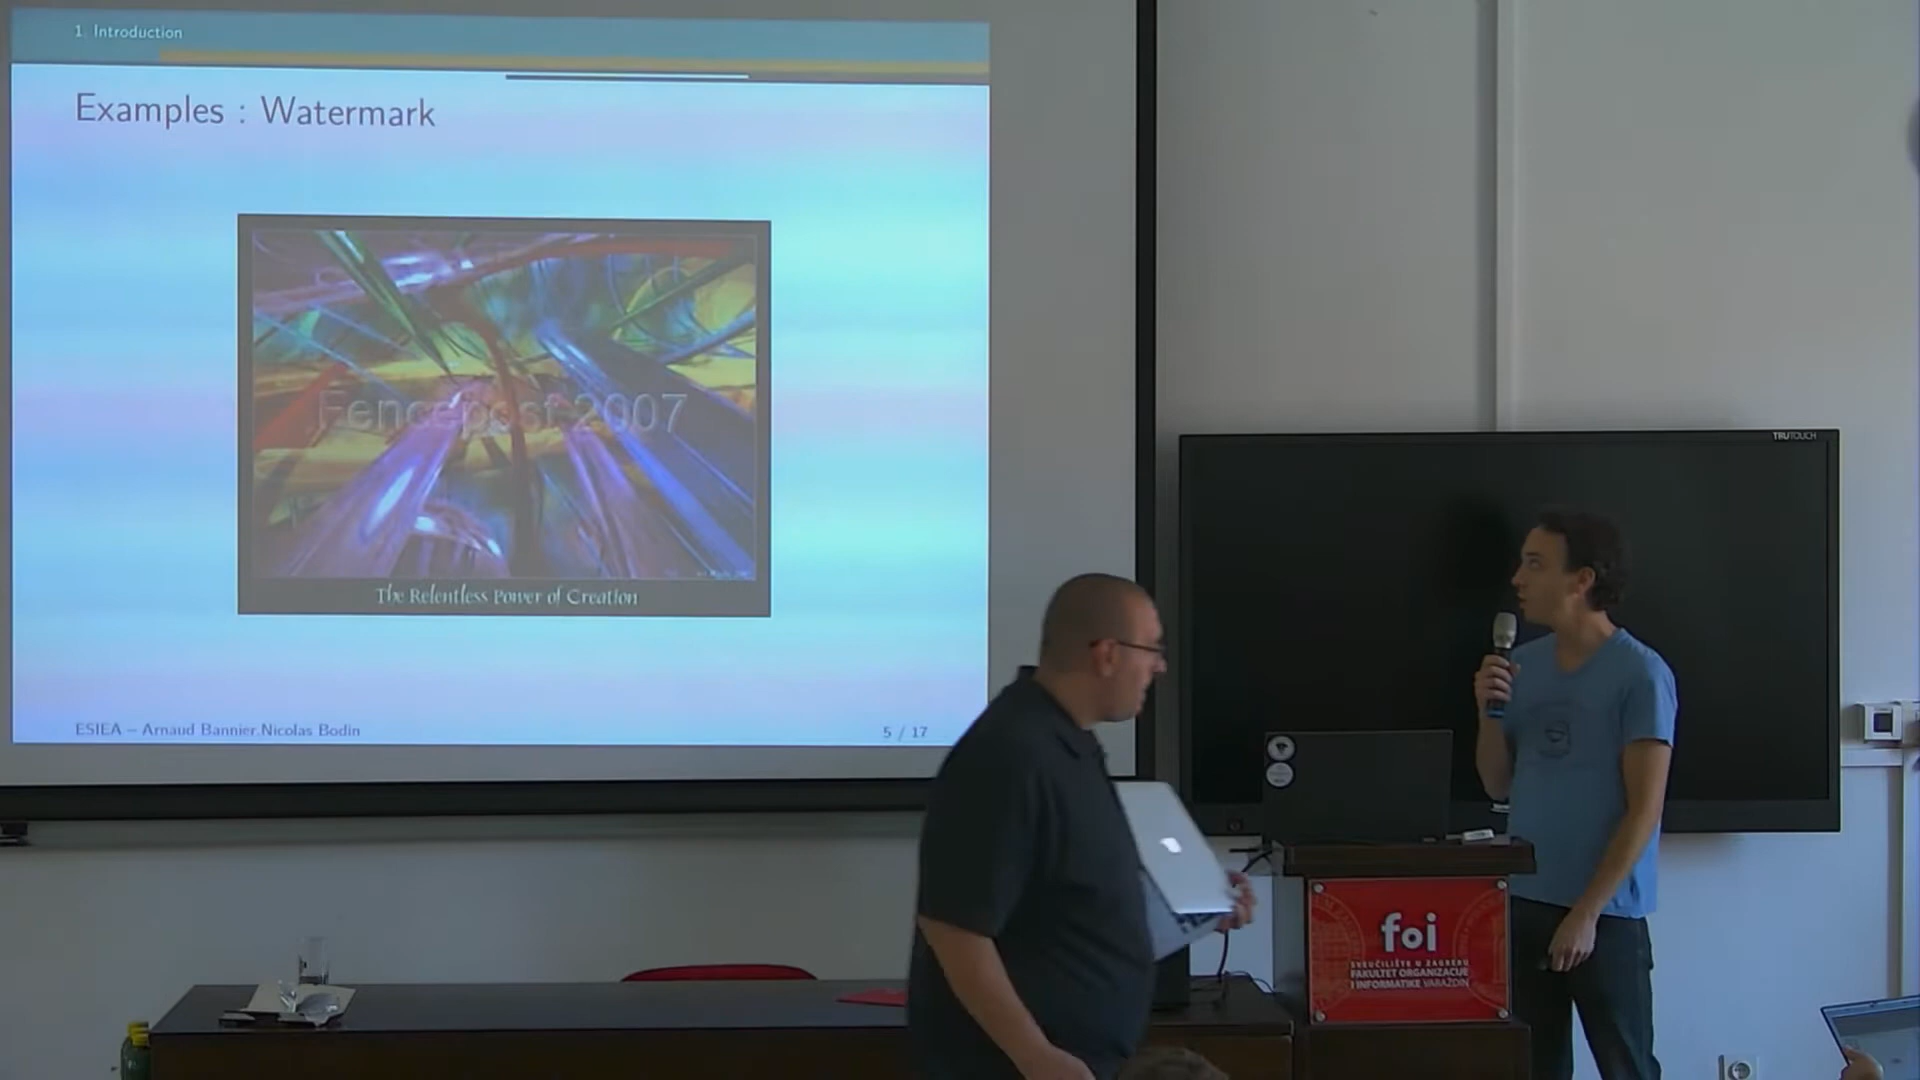 1. Introduction
Examples : Watermark
Fencepost 2007
The Relentless Power of Creation
ESIEA – Arnaud Bannier,Nicolas Bodin
5 / 17
TRUTOUCH
foi
SVEUČILIŠTE U ZAGREBU
FAKULTET ORGANIZACIJE
I INFORMATIKE VARAŽDIN